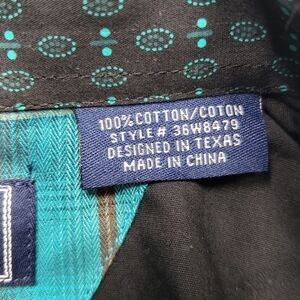 100% COTTON/COTON
STYLE # 36W8479
DESIGNED IN TEXAS
MADE IN CHINA